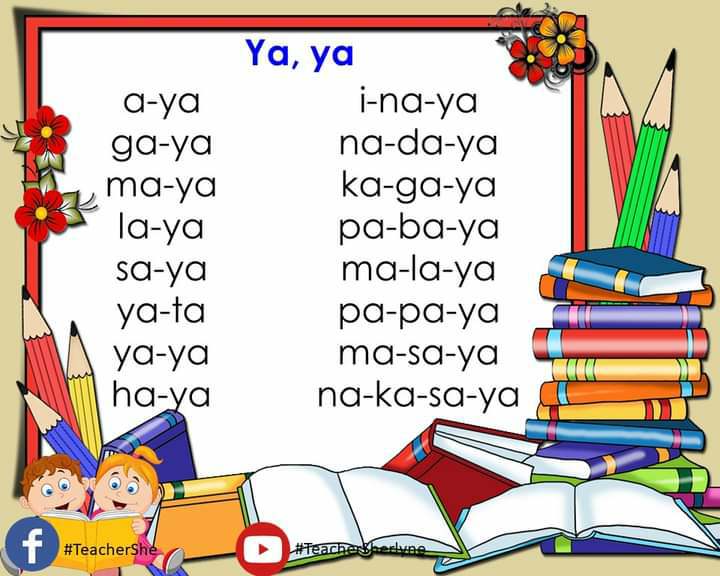 Ya, ya
a-ya
ga-ya
ma-ya
la-ya
sa-ya
ya-ta
ya-ya
ha-ya
i-na-ya
na-da-ya
ka-ga-ya
pa-ba-ya
ma-la-ya
pa-pa-ya
ma-sa-ya
na-ka-sa-ya
f #TeacherShe
#TeacherSherlyne